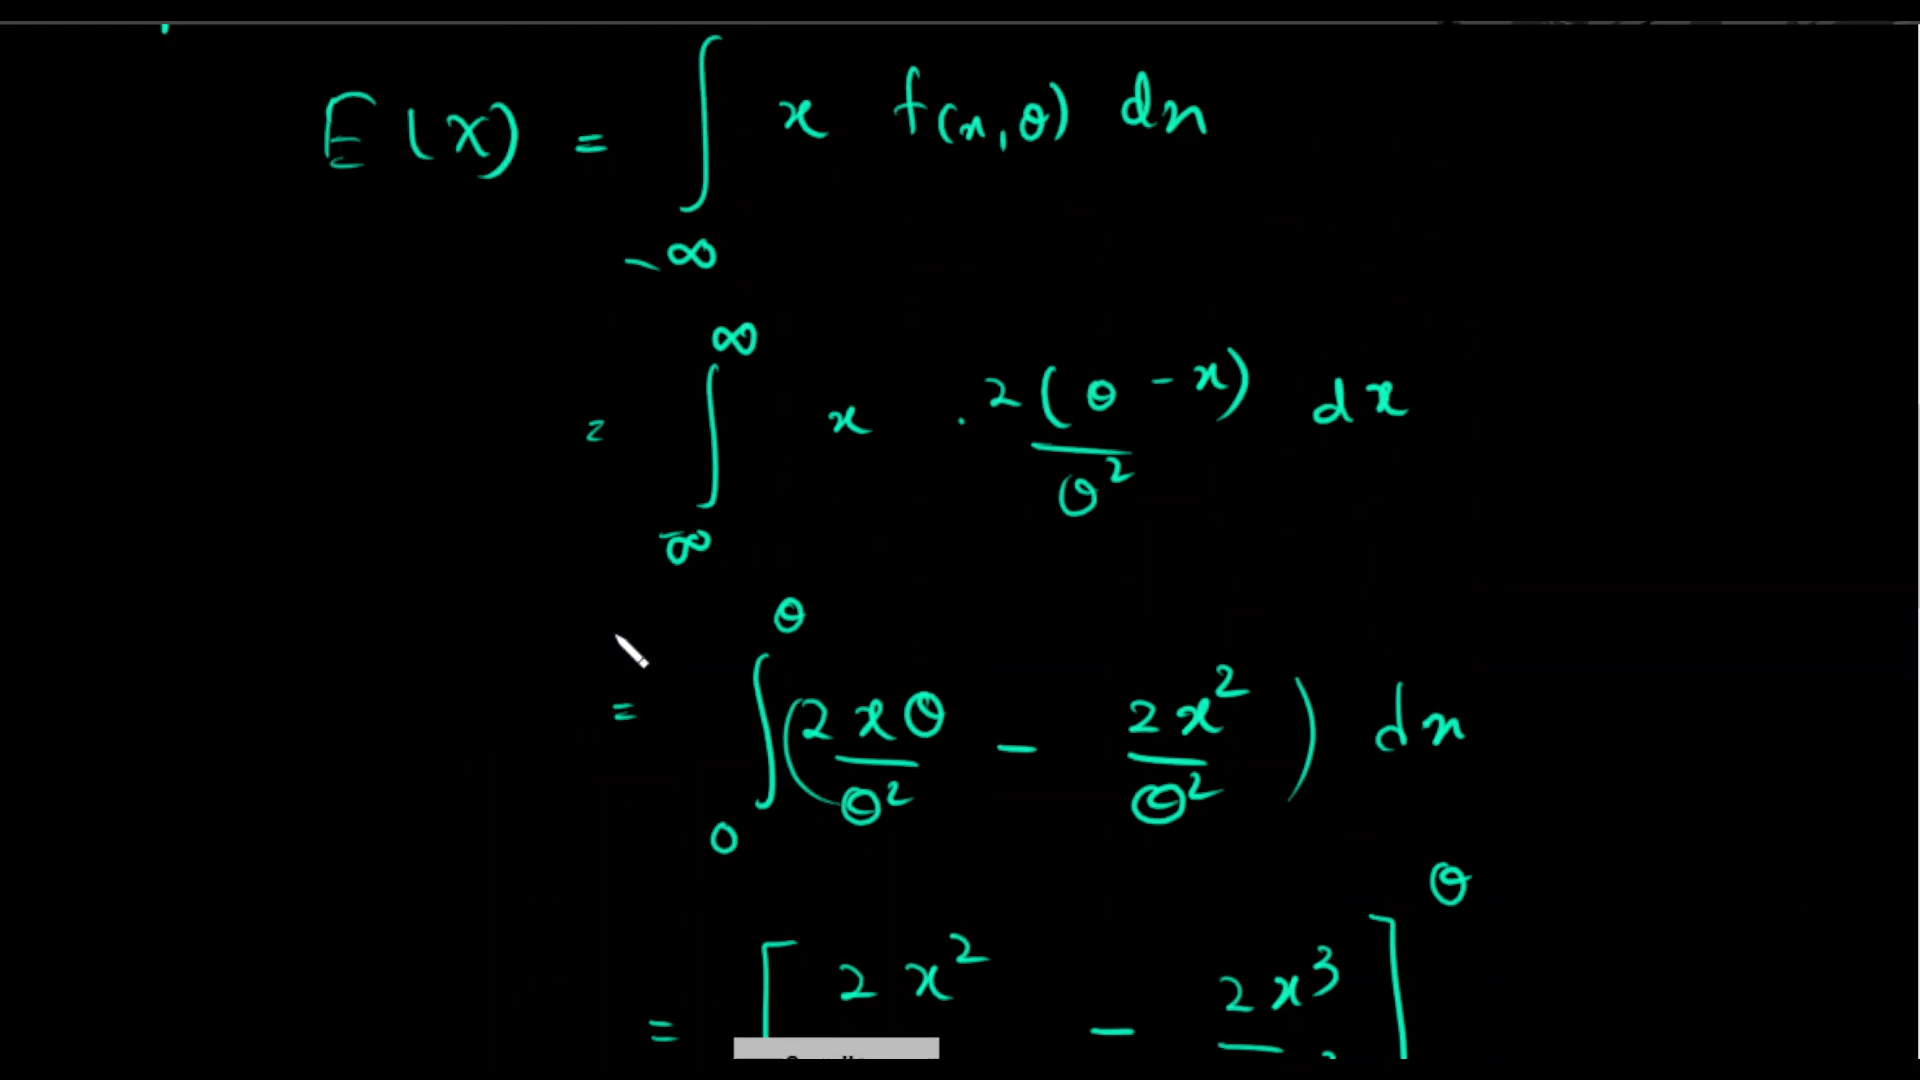 E(X) = ∫_{-∞} x f(x,θ) dx
= ∫_{-∞}^{∞} x . 2(θ - x)/θ² dx
= ∫_{0}^{θ} (2xθ/θ² - 2x²/θ²) dx
= [2x² - 2x³]^{θ}